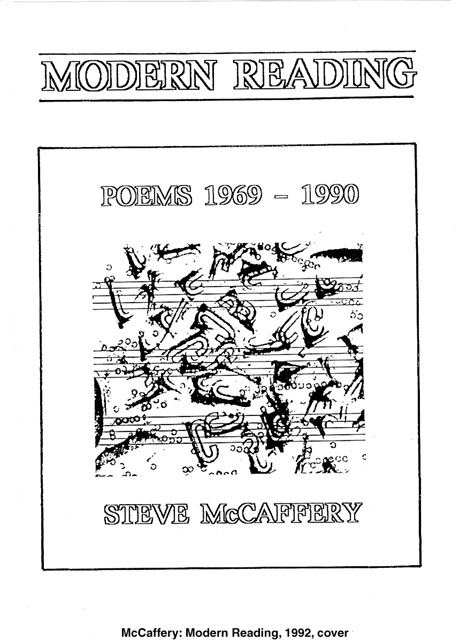 MODERN READING
POEMS 1969 – 1990
STEVE McCAFFERY
McCaffery: Modern Reading, 1992, cover